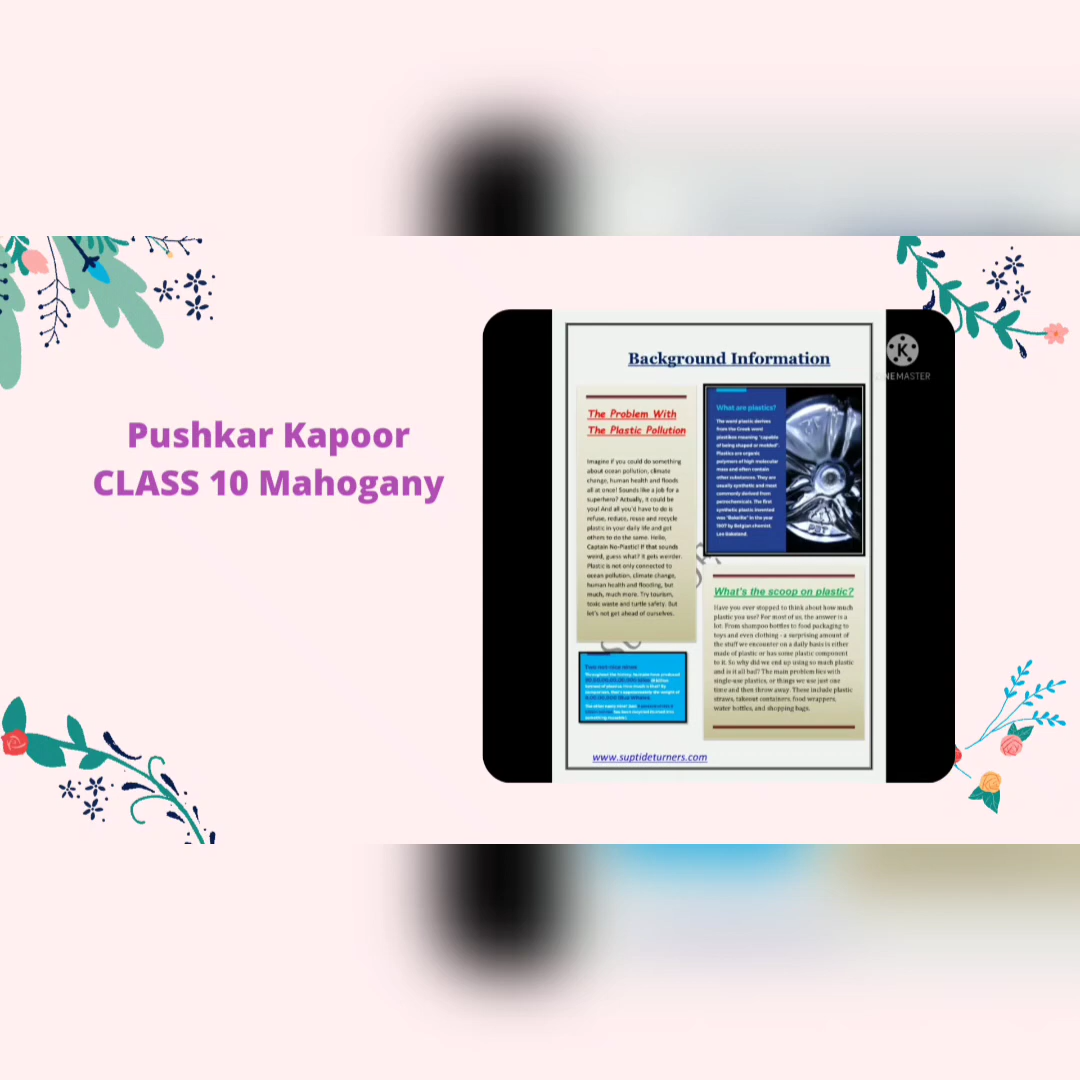 Pushkar Kapoor
CLASS 10 Mahogany
K
NEMASTER
Background Information
The Problem With
The Plastic Pollution
Imagine if you could do something
about ocean pollution, climate
change, human health and floods
all at once! Sounds like a job for a
superhero? Actually, it could be
you! And all you'd have to do is
refuse, reduce, reuse and recycle
plastic in your daily life and get
others to do the same. Hello,
Captain No-Plastic! If that sounds
weird, guess what? It gets weirder.
Plastic is not only connected to
ocean pollution, climate change,
human health and flooding, but
much, much more. Try tourism,
toxic waste and turtle safety. But
let's not get ahead of ourselves.
What are plastics?
The word plastic derives
from the Greek word
plastikos meaning "capable
of being shaped or molded".
Plastics are organic
polymers of high molecular
mass and often contain
other substances. They are
usually synthetic and most
commonly derived from
petrochemicals. The first
synthetic plastic invented
was "Bakelite" in the year
1907 by Belgian chemist,
Leo Bakeland.
PET
What's the scoop on plastic?
Have you ever stopped to think about how much
plastic you use? For most of us, the answer is a
lot. From shampoo bottles to food packaging to
toys and even clothing - a surprising amount of
the stuff we encounter on a daily basis is either
made of plastic or has some plastic component
to it. So why did we end up using so much plastic
and is it all bad? The main problem lies with
single-use plastics, or things we use just one
time and then throw away. These include plastic
straws, takeout containers, food wrappers,
water bottles, and shopping bags.
www.suptideturners.com